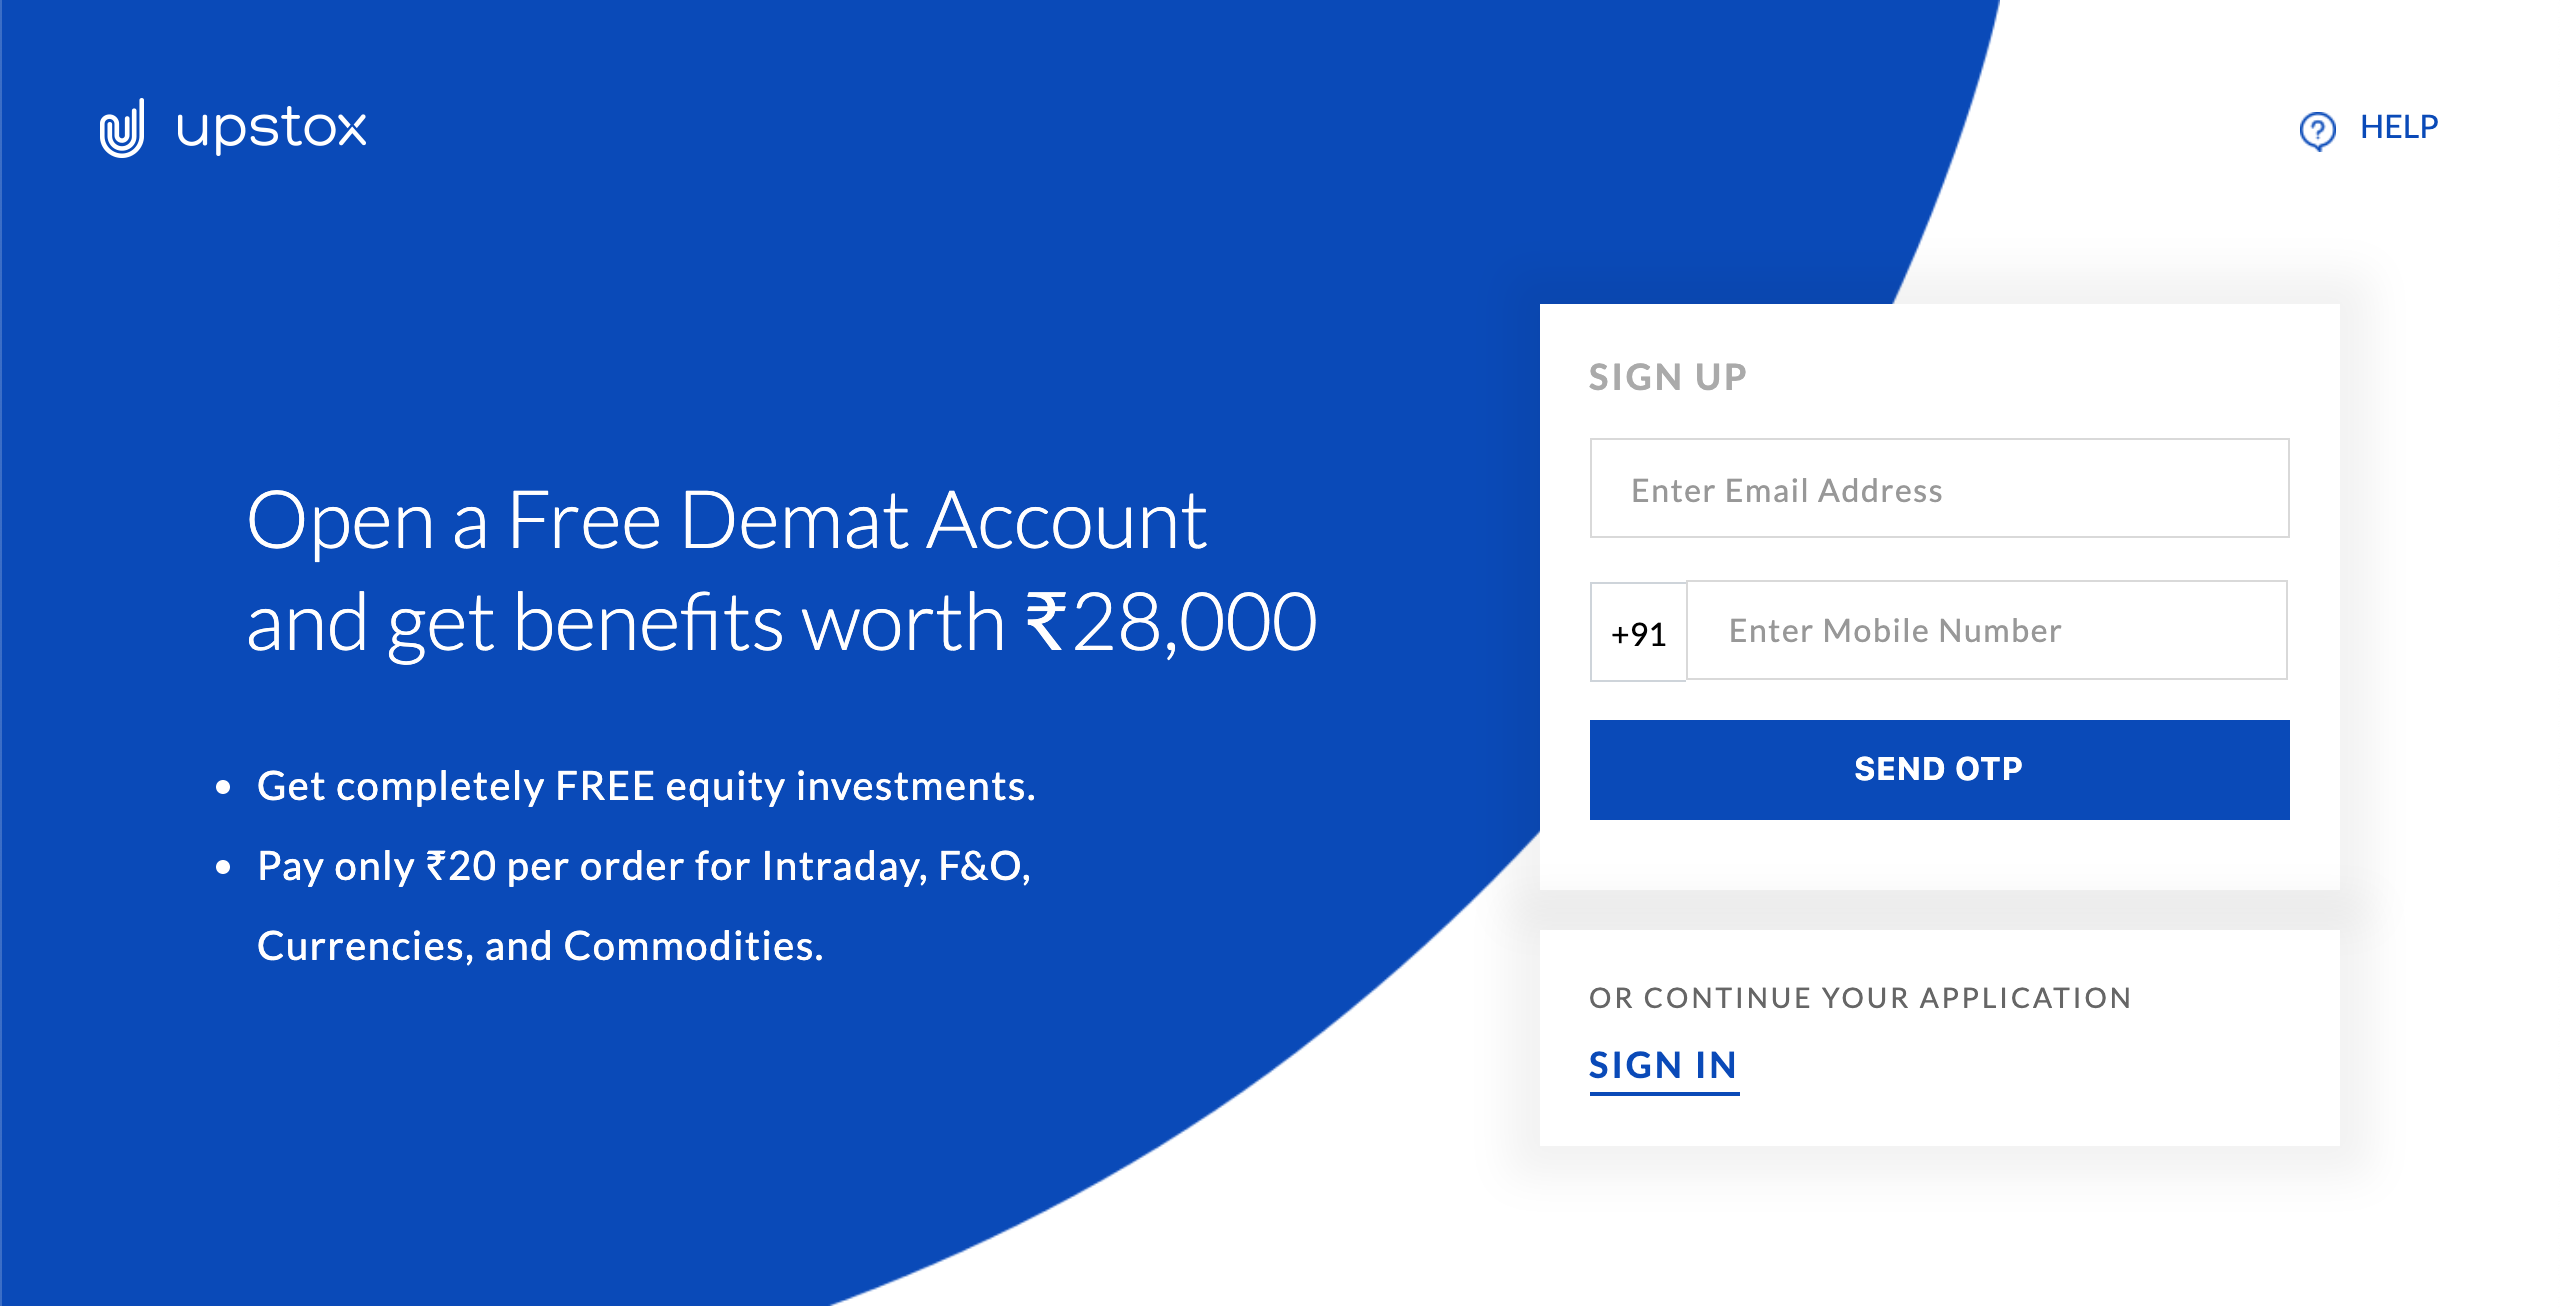 upstox
HELP
Open a Free Demat Account
and get benefits worth ₹28,000
• Get completely FREE equity investments.
• Pay only ₹20 per order for Intraday, F&O,
Currencies, and Commodities.
SIGN UP
Enter Email Address
+91 Enter Mobile Number
SEND OTP
OR CONTINUE YOUR APPLICATION
SIGN IN